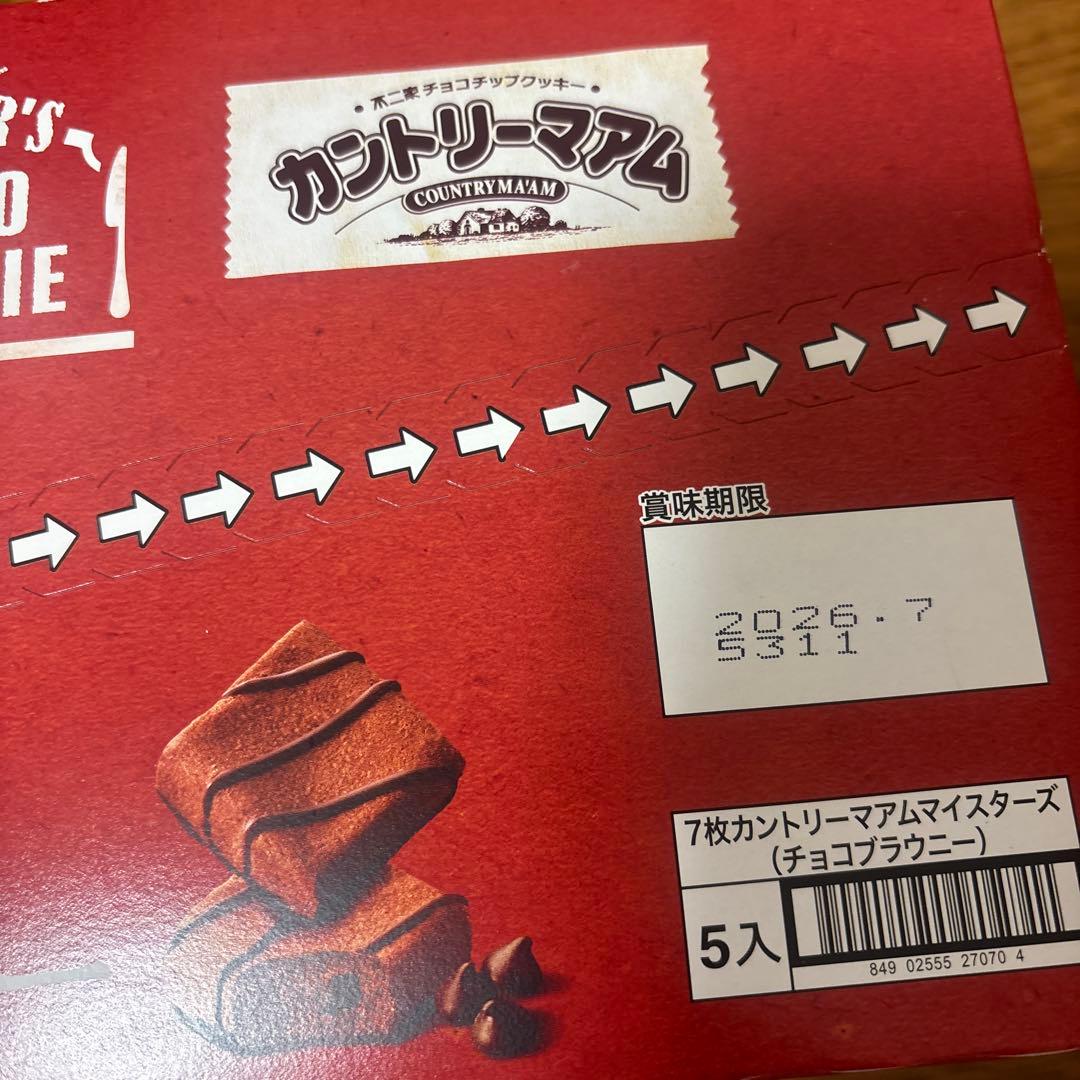 不二家 チョコチップクッキー
カントリーマアム
COUNTRY MA'AM
賞味期限
2026.7
5311
7枚カントリーマアムマイスターズ
(チョコブラウニー)
5入
849 02555 27070 4